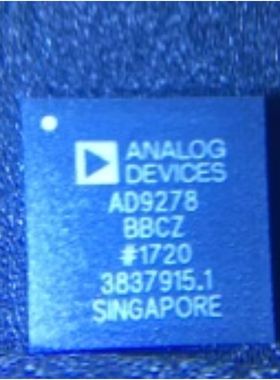 ANALOG
DEVICES
AD9278
BBCZ
#1720
3837915.1
SINGAPORE